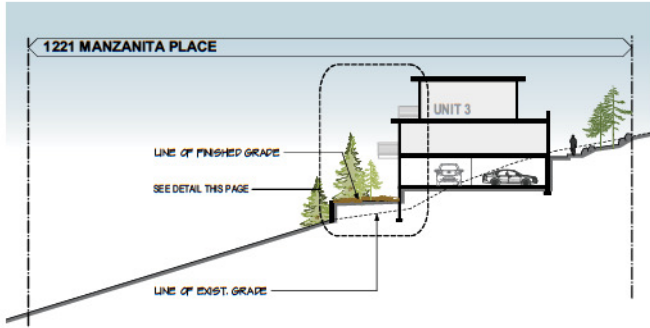 1221 MANZANITA PLACE
UNIT 3
LINE OF FINISHED GRADE
SEE DETAIL THIS PAGE
LINE OF EXIST. GRADE